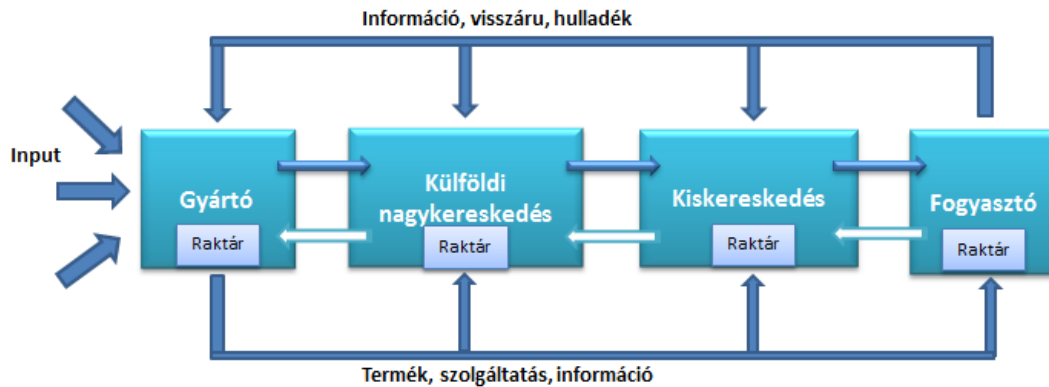 Információ, visszáru, hulladék
Input
Gyártó
Raktár
Külföldi
nagykereskedés
Raktár
Kiskereskedés
Raktár
Fogyasztó
Raktár
Termék, szolgáltatás, információ